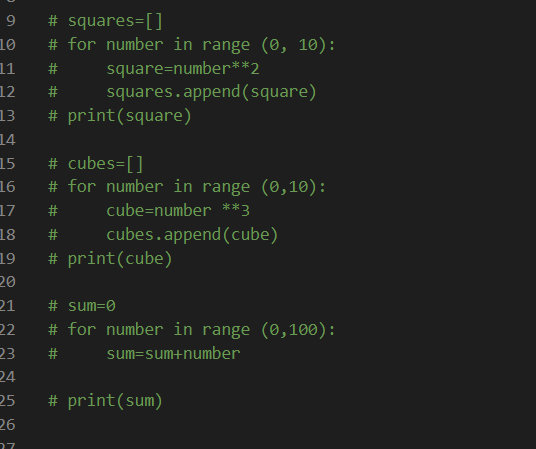 9 # squares=[]
10 # for number in range (0, 10):
11 #     square=number**2
12 #     squares.append(square)
13 # print(square)
14
15 # cubes=[]
16 # for number in range (0,10):
17 #     cube=number **3
18 #     cubes.append(cube)
19 # print(cube)
20
21 # sum=0
22 # for number in range (0,100):
23 #     sum=sum+number
24
25 # print(sum)
26
27